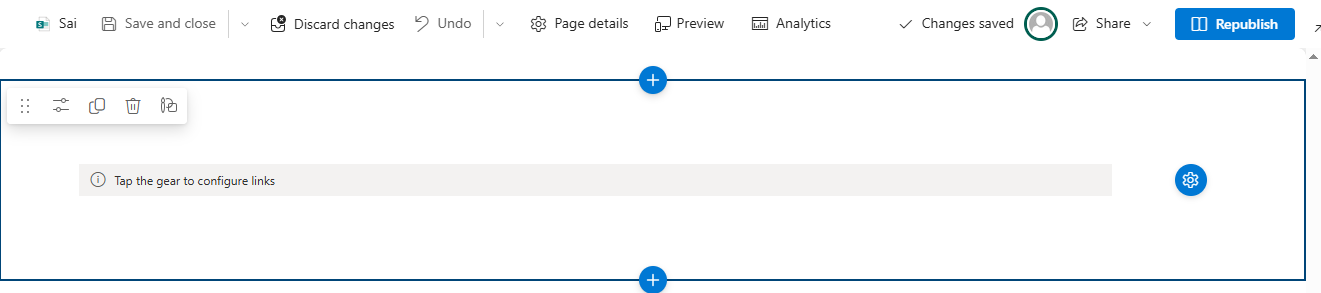 Sai Save and close Discard changes Undo Page details Preview Analytics Changes saved Share Republish
Tap the gear to configure links